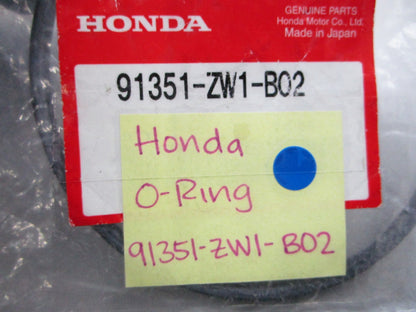 HONDA
GENUINE PARTS
Honda Motor Co., Ltd.
Made in Japan
91351-ZW1-B02
Honda
O-Ring
91351-ZW1-B02